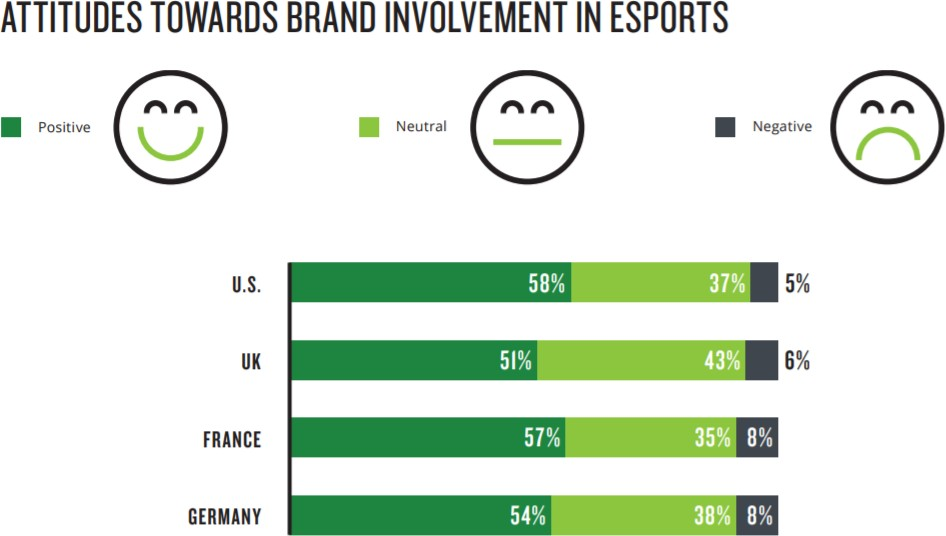 ATTITUDES TOWARDS BRAND INVOLVEMENT IN ESPORTS
Positive Neutral Negative
U.S. 58% 37% 5%
UK 51% 43% 6%
FRANCE 57% 35% 8%
GERMANY 54% 38% 8%